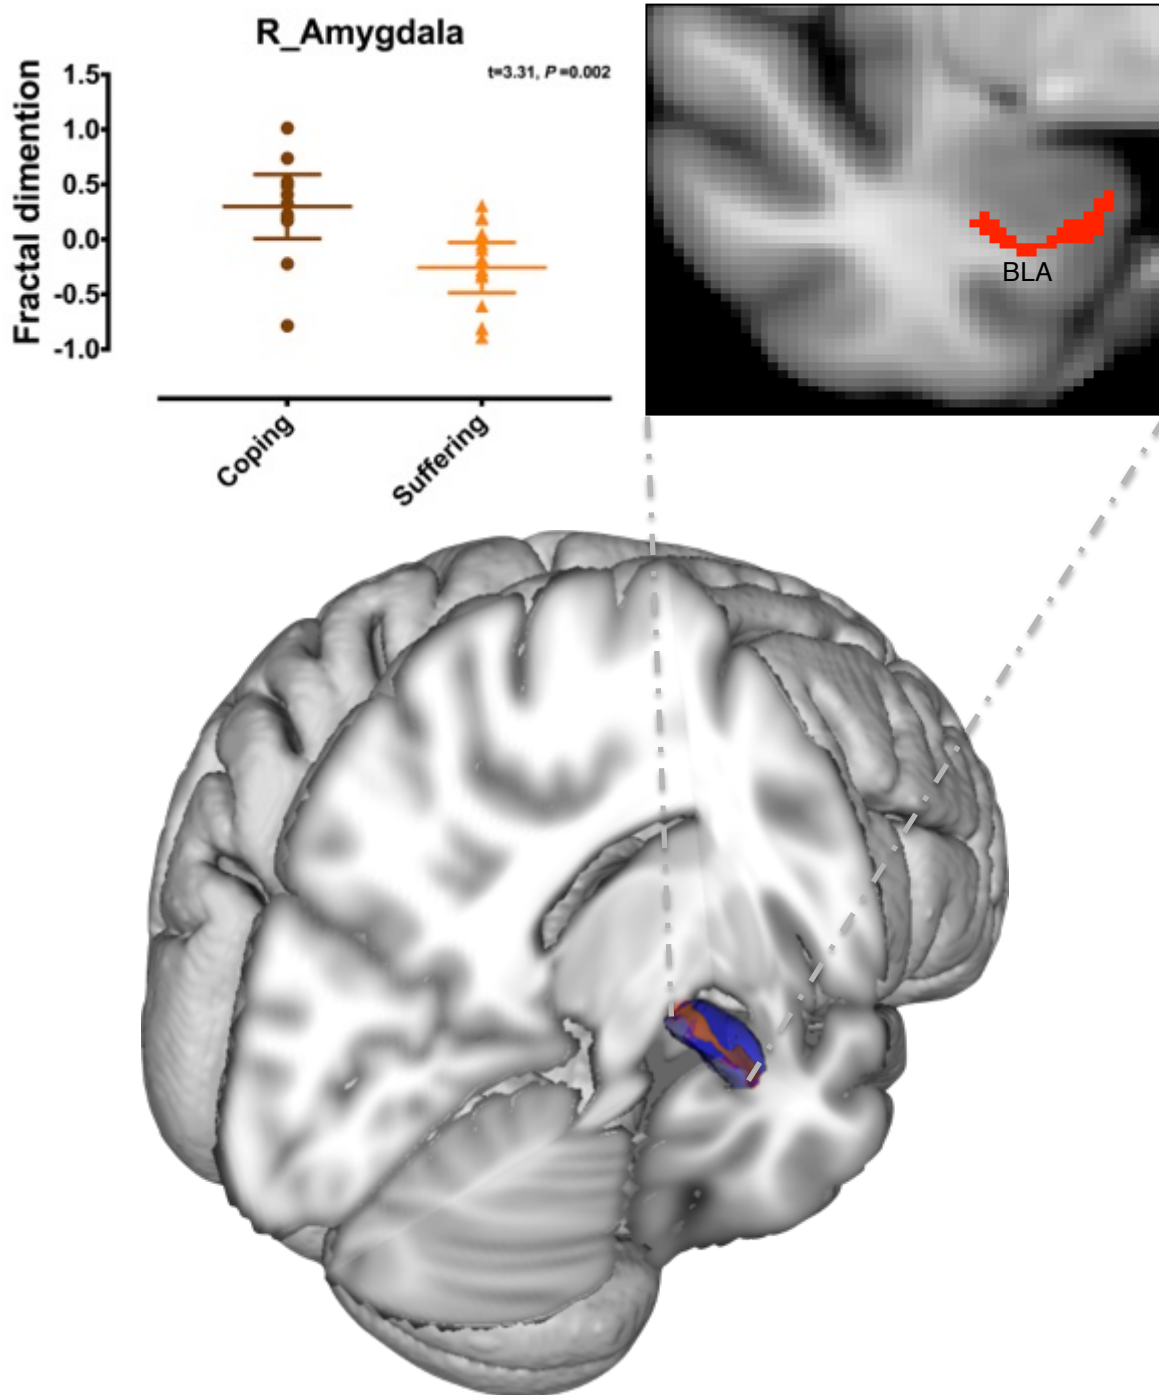 R_Amygdala
t=3.31, P=0.002
Fractal dimention
1.5
1.0
0.5
0.0
-0.5
-1.0
Coping
Suffering
BLA